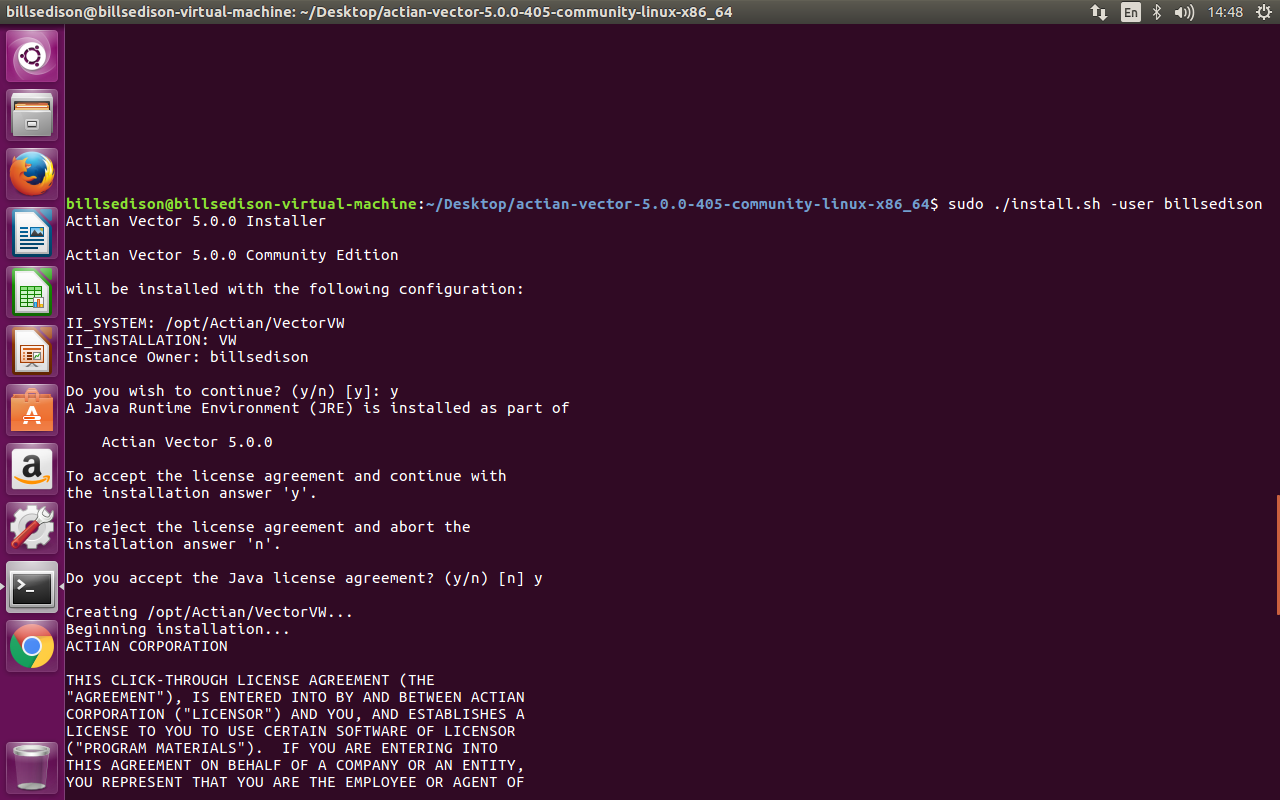 billsedison@billsedison-virtual-machine: ~/Desktop/actian-vector-5.0.0-405-community-linux-x86_64
En
14:48
billsedison@billsedison-virtual-machine:~/Desktop/actian-vector-5.0.0-405-community-linux-x86_64$ sudo ./install.sh -user billsedison
Actian Vector 5.0.0 Installer
Actian Vector 5.0.0 Community Edition
will be installed with the following configuration:
II_SYSTEM: /opt/Actian/VectorVW
II_INSTALLATION: VW
Instance Owner: billsedison
Do you wish to continue? (y/n) [y]: y
A Java Runtime Environment (JRE) is installed as part of
Actian Vector 5.0.0
To accept the license agreement and continue with
the installation answer 'y'.
To reject the license agreement and abort the
installation answer 'n'.
Do you accept the Java license agreement? (y/n) [n] y
Creating /opt/Actian/VectorVW...
Beginning installation...
ACTIAN CORPORATION
THIS CLICK-THROUGH LICENSE AGREEMENT (THE
"AGREEMENT"), IS ENTERED INTO BY AND BETWEEN ACTIAN
CORPORATION ("LICENSOR") AND YOU, AND ESTABLISHES A
LICENSE TO YOU TO USE CERTAIN SOFTWARE OF LICENSOR
("PROGRAM MATERIALS").  IF YOU ARE ENTERING INTO
THIS AGREEMENT ON BEHALF OF A COMPANY OR AN ENTITY,
YOU REPRESENT THAT YOU ARE THE EMPLOYEE OR AGENT OF